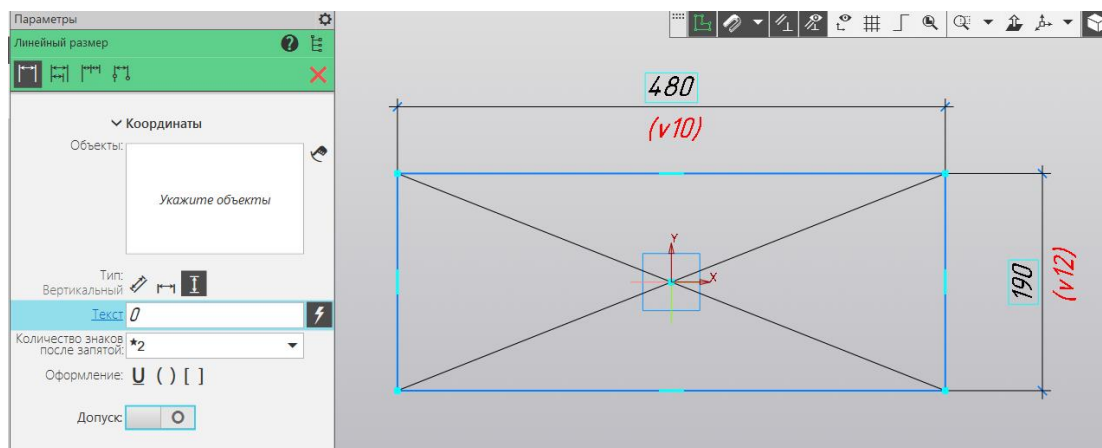 Параметры
Линейный размер
Координаты
Объекты:
Укажите объекты
Тип:
Вертикальный
Текст 0
Количество знаков
после запятой: *2
Оформление: U ( ) [ ]
Допуск:
480
(v10)
Y
X
190
(v12)